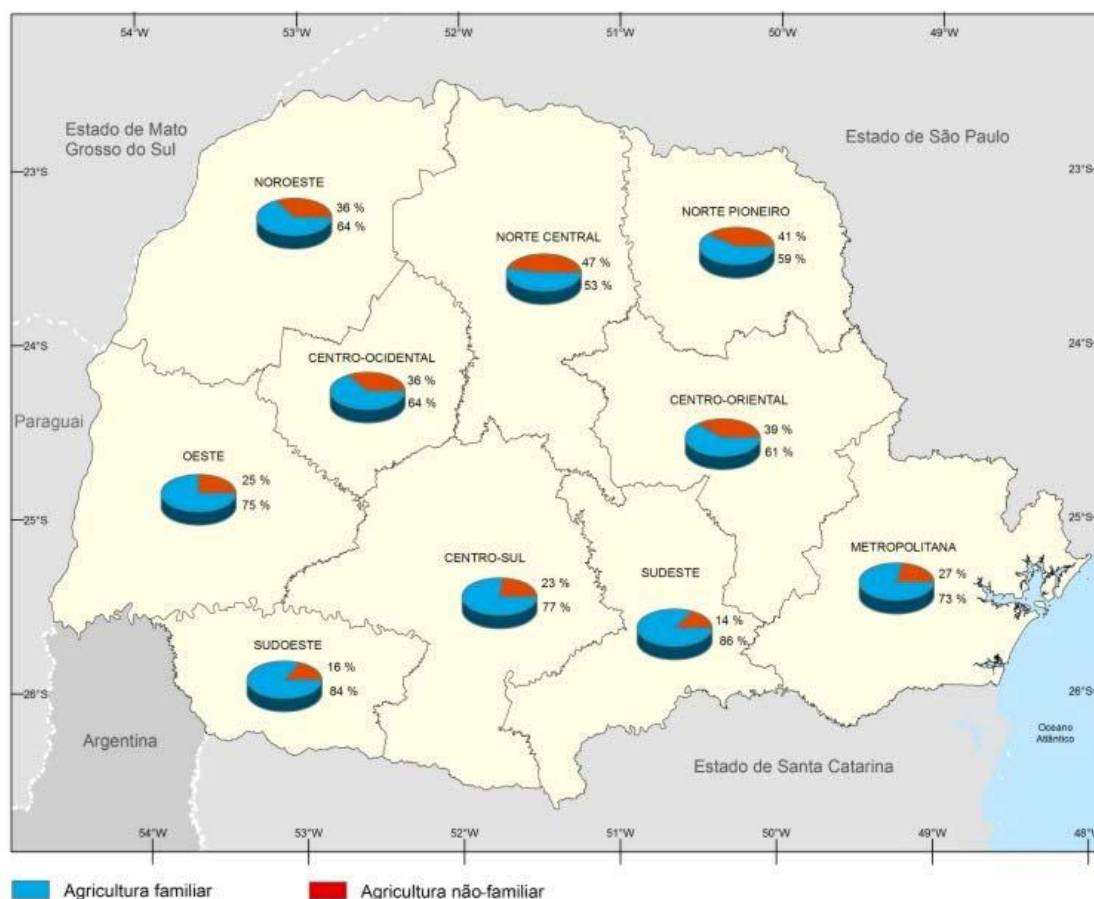 54°W 53°W 52°W 51°W 50°W 49°W
Estado de Mato
Grosso do Sul
Estado de São Paulo
23°S
23°S
NOROESTE
36 %
64 %
NORTE PIONEIRO
41 %
59 %
NORTE CENTRAL
47 %
53 %
24°S
24°S
CENTRO-OCIDENTAL
36 %
64 %
CENTRO-ORIENTAL
39 %
61 %
Paraguai
OESTE
25 %
75 %
25°S
25°S
CENTRO-SUL
23 %
77 %
SUDESTE
14 %
86 %
METROPOLITANA
27 %
73 %
SUDOESTE
16 %
84 %
26°S
26°S
Argentina
Oceano
Atlântico
Estado de Santa Catarina
54°W 53°W 52°W 51°W 50°W 49°W 48°W
Agricultura familiar
Agricultura não-familiar